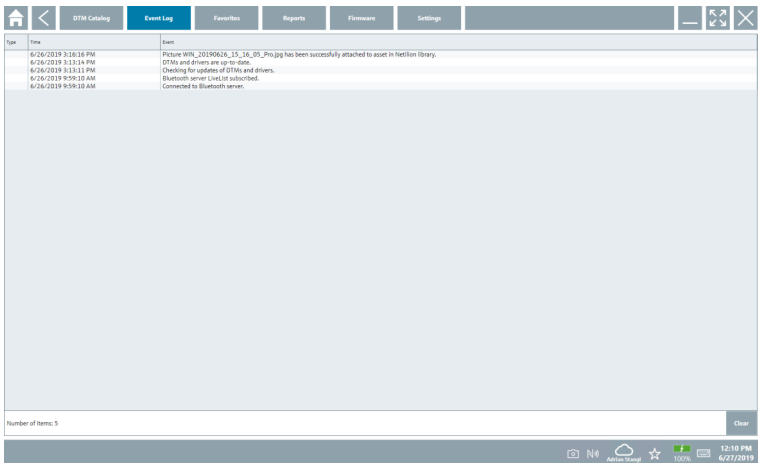 DTM Catalog Event Log Favorites Reports Firmware Settings
Type Time Event
6/26/2019 3:16:16 PM Picture WIN_20190626_15_16_05_Pro.jpg has been successfully attached to asset in Netilion library.
6/26/2019 3:13:14 PM DTMs and drivers are up-to-date.
6/26/2019 3:13:11 PM Checking for updates of DTMs and drivers.
6/26/2019 9:59:10 AM Bluetooth server LiveList subscribed.
6/26/2019 9:59:10 AM Connected to Bluetooth server.
Number of Items: 5 Clear
Adrian Stangl 100% 12:10 PM
6/27/2019